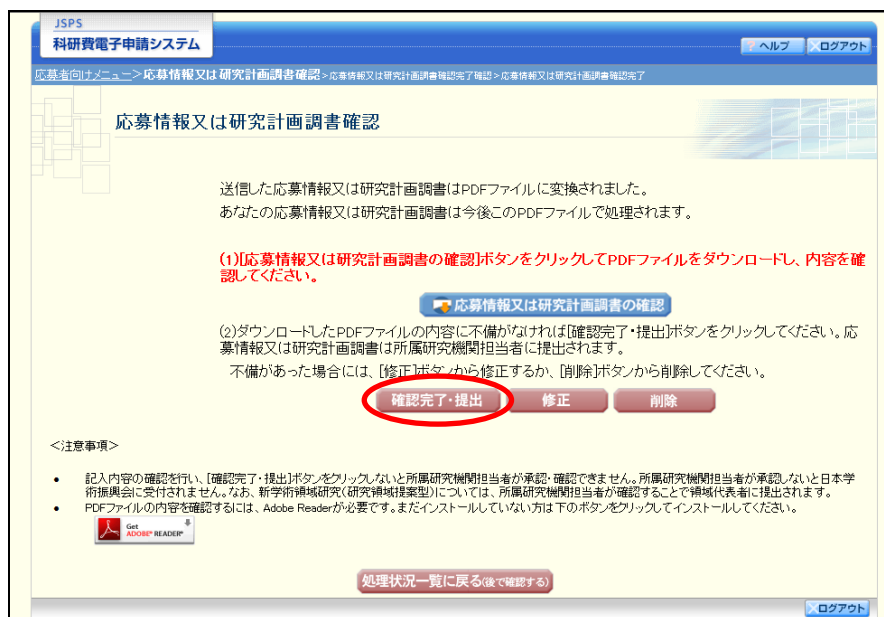 JSPS
科研費電子申請システム
? ヘルプ
ログアウト
応募者向けメニュー>応募情報又は研究計画調書確認>応募情報又は研究計画調書確認完了確認>応募情報又は研究計画調書確認完了
応募情報又は研究計画調書確認
送信した応募情報又は研究計画調書はPDFファイルに変換されました。
あなたの応募情報又は研究計画調書は今後このPDFファイルで処理されます。
(1)[応募情報又は研究計画調書の確認]ボタンをクリックしてPDFファイルをダウンロードし、内容を確
認してください。
応募情報又は研究計画調書の確認
(2)ダウンロードしたPDFファイルの内容に不備がなければ[確認完了・提出]ボタンをクリックしてください。応
募情報又は研究計画調書は所属研究機関担当者に提出されます。
不備があった場合には、[修正]ボタンから修正するか、[削除]ボタンから削除してください。
確認完了・提出
修正
削除
<注意事項>
• 記入内容の確認を行い、[確認完了・提出]ボタンをクリックしないと所属研究機関担当者が承認・確認できません。所属研究機関担当者が承認しないと日本学
術振興会に受付されません。なお、新学術領域研究(研究領域提案型)については、所属研究機関担当者が確認することで領域代表者に提出されます。
• PDFファイルの内容を確認するには、Adobe Readerが必要です。まだインストールしていない方は下のボタンをクリックしてインストールしてください。
Get
ADOBE® READER®
処理状況一覧に戻る(後で確認する)
ログアウト